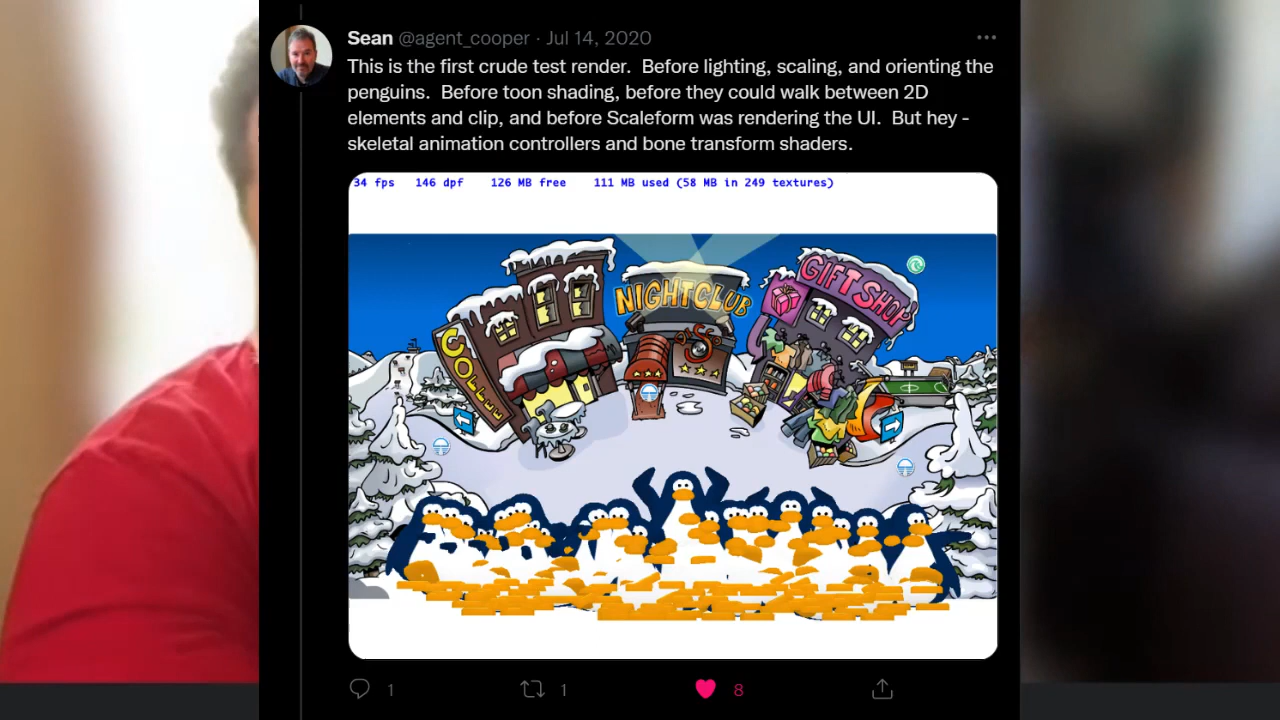 Sean @agent_cooper · Jul 14, 2020
This is the first crude test render.  Before lighting, scaling, and orienting the
penguins.  Before toon shading, before they could walk between 2D
elements and clip, and before Scaleform was rendering the UI.  But hey -
skeletal animation controllers and bone transform shaders.
34 fps   146 dpf   126 MB free   111 MB used (58 MB in 249 textures)
NIGHTCLUB
GIFT SHOP
COFFEE
1   1   8